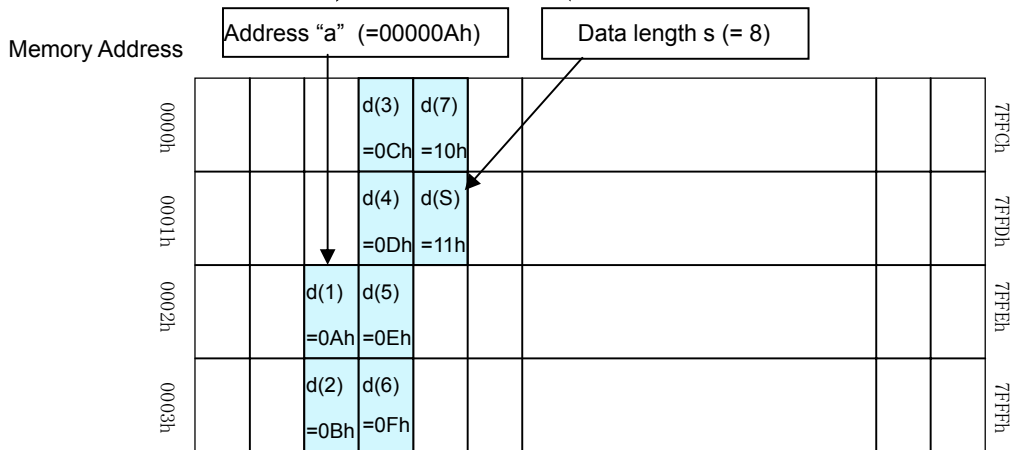 Address “a” (=00000Ah)
Data length s (= 8)
Memory Address
0000h
d(3)
=0Ch
d(7)
=10h
7FFCh
0001h
d(4)
=0Dh
d(S)
=11h
7FFDh
0002h
d(1)
=0Ah
d(5)
=0Eh
7FFEh
0003h
d(2)
=0Bh
d(6)
=0Fh
7FFFh